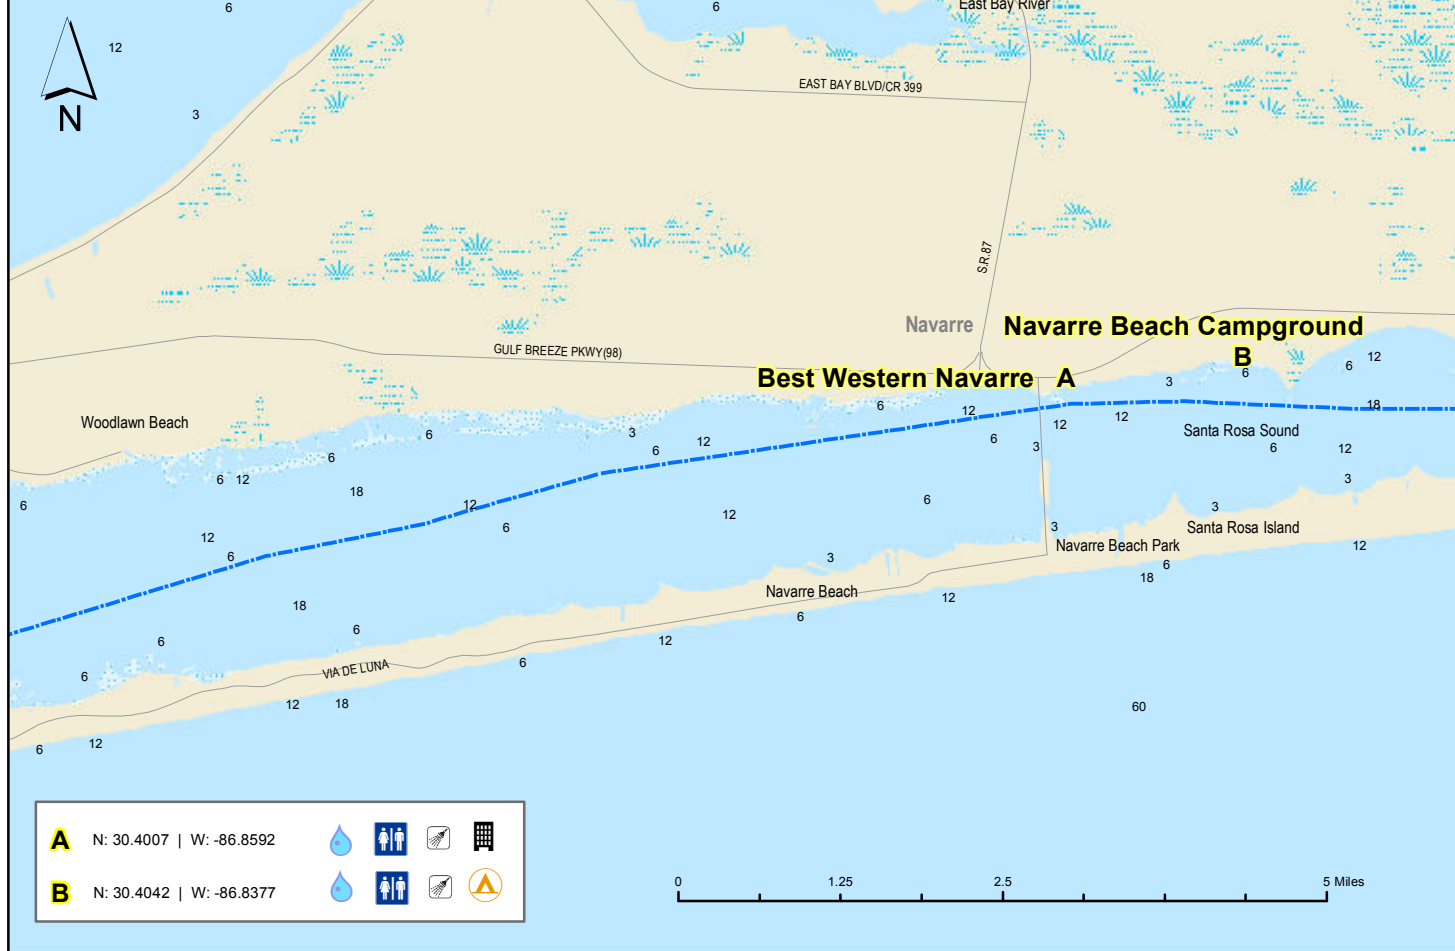 6
6
East Bay River
12
3
N
EAST BAY BLVD/CR 399
S.R.87
Navarre
Navarre Beach Campground
B
GULF BREEZE PKWY(98)
12
6
6
3
Best Western Navarre A
18
6
12
12
12
Woodlawn Beach
6
3
12
6
3
Santa Rosa Sound
6
6
6
12
12
3
6
18
12
6
3
6
12
6
12
3
Santa Rosa Island
6
3
Navarre Beach Park
12
6
18
Navarre Beach
12
6
18
6
6
12
6
6
VIA DE LUNA
12
18
60
6
12
A N: 30.4007 | W: -86.8592
B N: 30.4042 | W: -86.8377
0 1.25 2.5 5 Miles